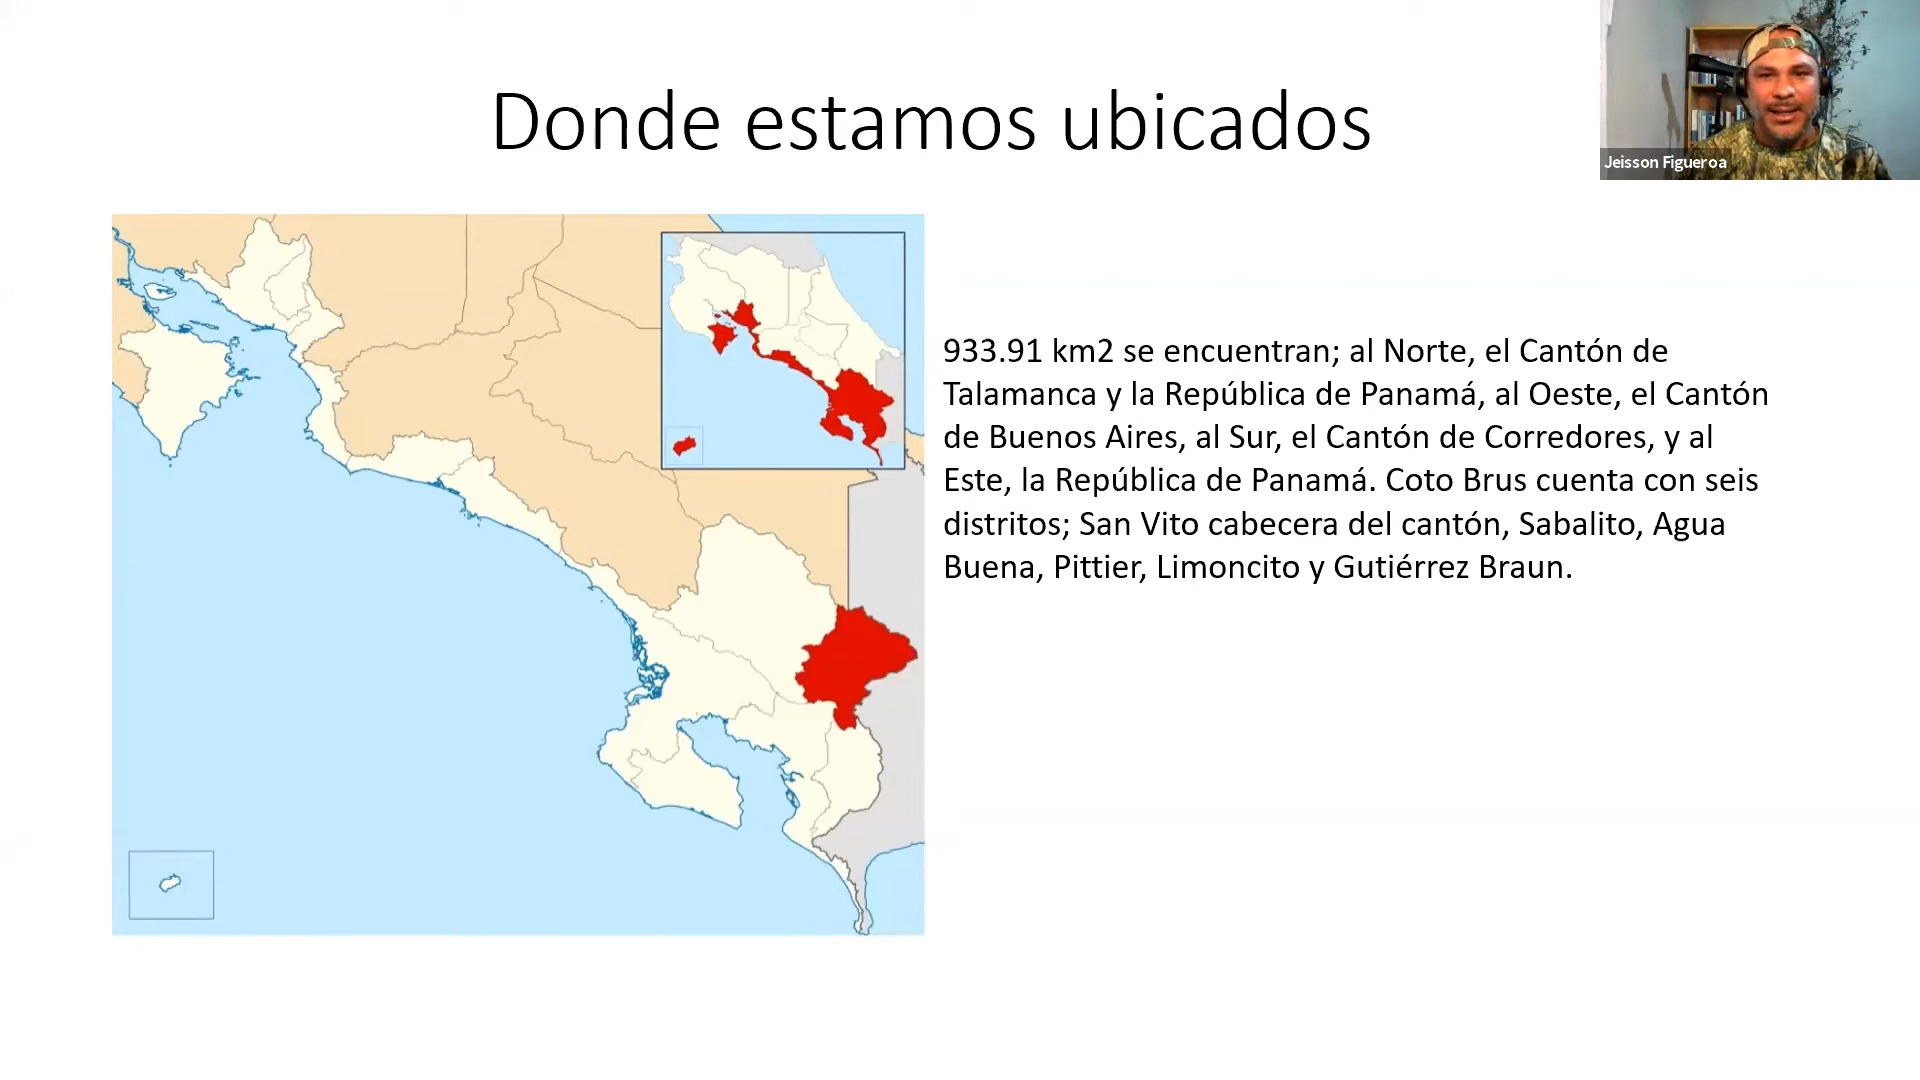 Donde estamos ubicados
Jeisson Figueroa
933.91 km2 se encuentran; al Norte, el Cantón de
Talamanca y la República de Panamá, al Oeste, el Cantón
de Buenos Aires, al Sur, el Cantón de Corredores, y al
Este, la República de Panamá. Coto Brus cuenta con seis
distritos; San Vito cabecera del cantón, Sabalito, Agua
Buena, Pittier, Limoncito y Gutiérrez Braun.